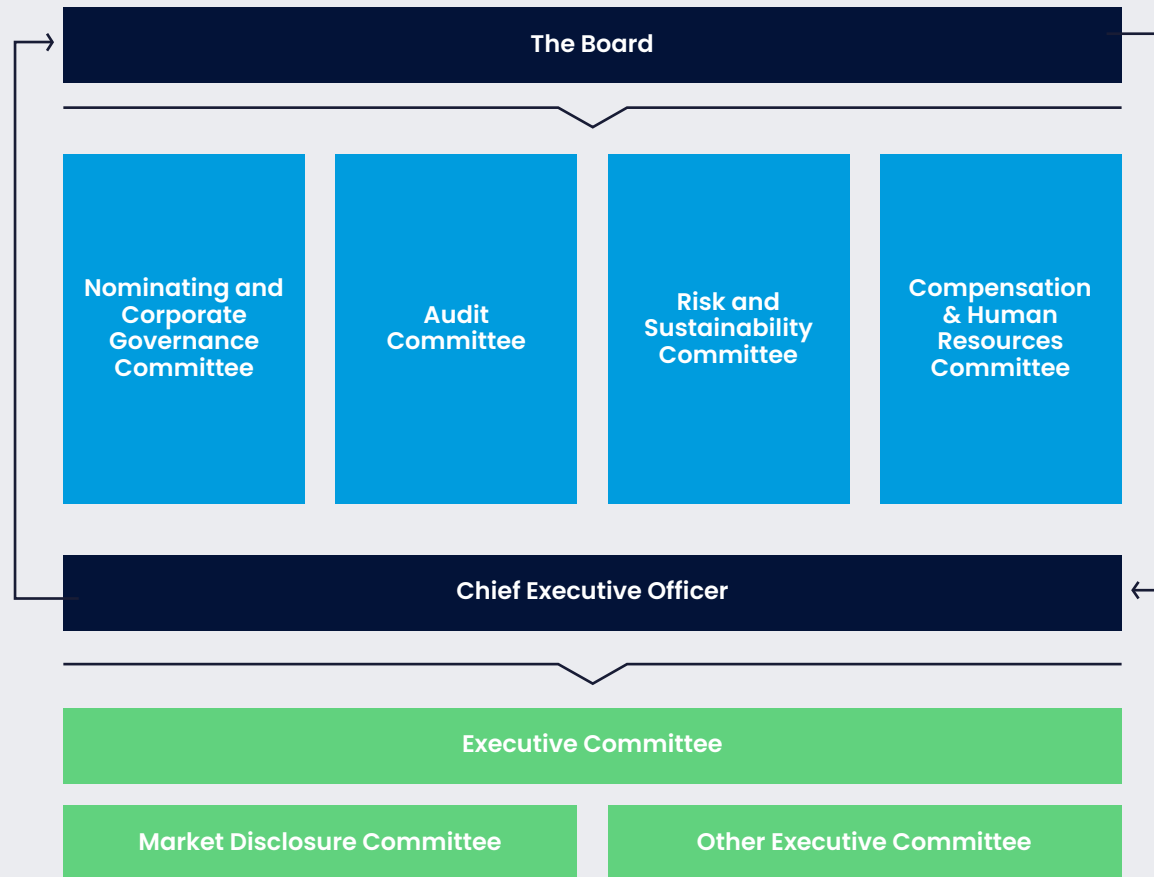 The Board
Nominating and
Corporate
Governance
Committee
Audit
Committee
Risk and
Sustainability
Committee
Compensation
& Human
Resources
Committee
Chief Executive Officer
Executive Committee
Market Disclosure Committee
Other Executive Committee